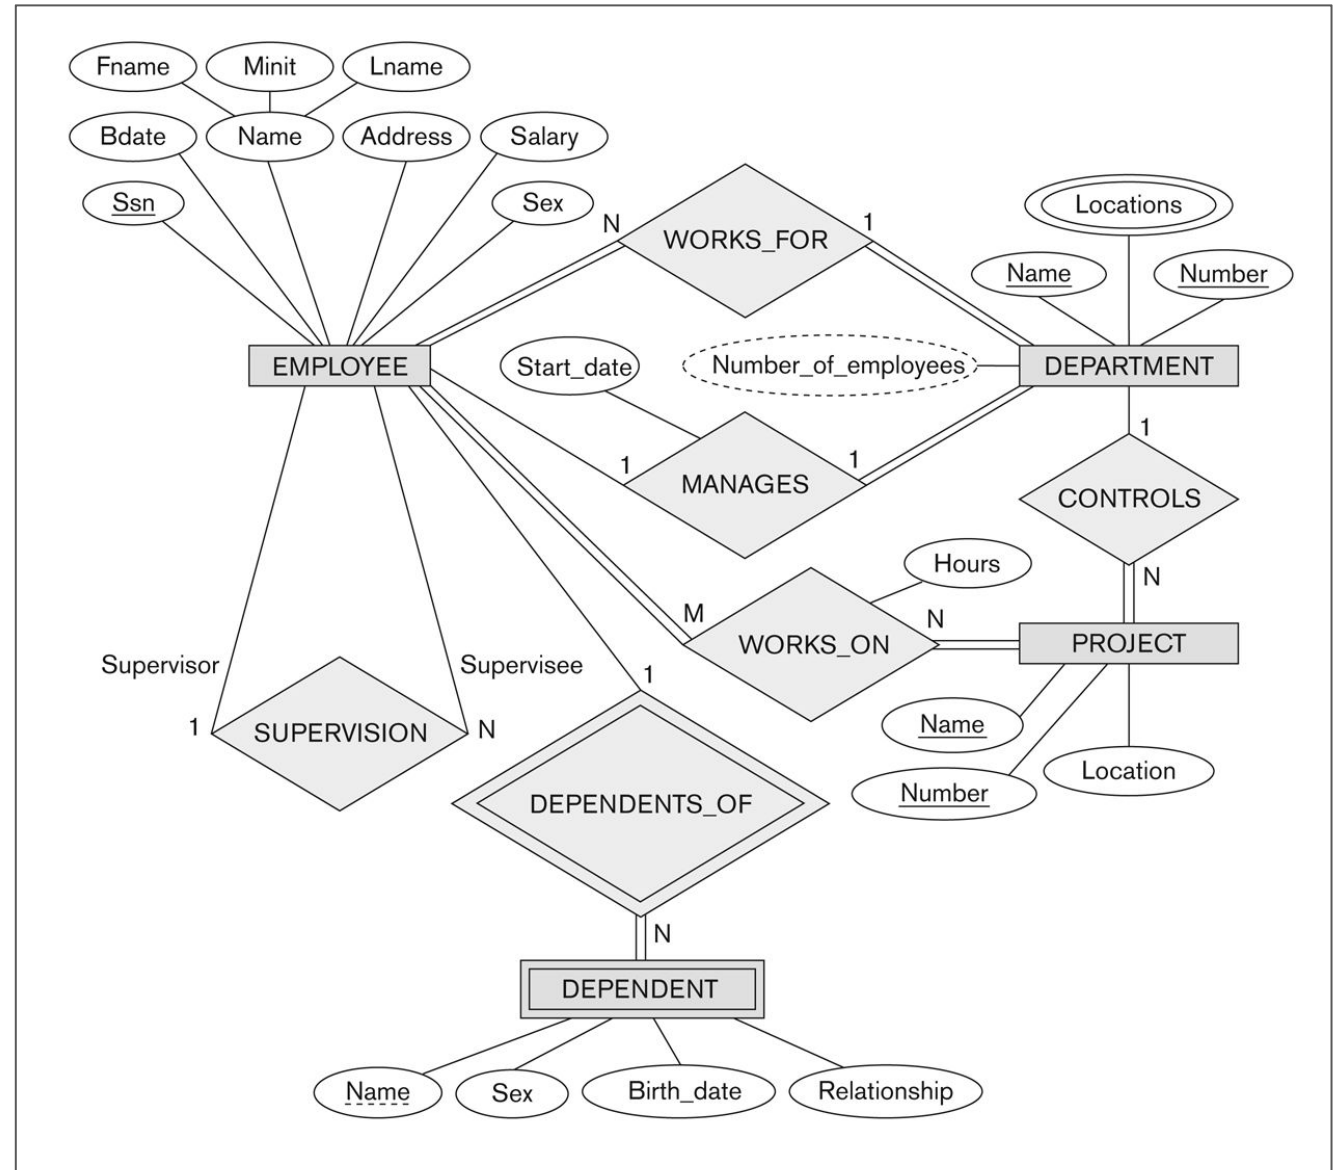 Fname
Minit
Lname
Bdate
Name
Address
Salary
Ssn
Sex
N
WORKS_FOR
1
Locations
Name
Number
EMPLOYEE
Start_date
Number_of_employees
DEPARTMENT
1
MANAGES
1
1
CONTROLS
N
Hours
M
WORKS_ON
N
PROJECT
Name
Number
Location
Supervisor
Supervisee
1
SUPERVISION
N
1
DEPENDENTS_OF
N
DEPENDENT
Name
Sex
Birth_date
Relationship